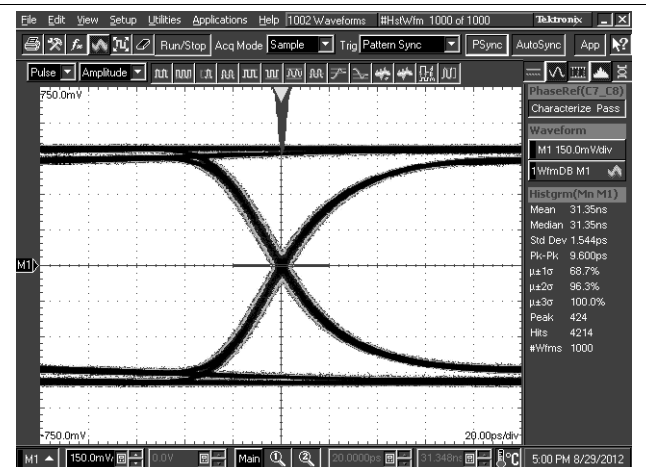 File Edit View Setup Utilities Applications Help 1002 Waveforms #HstWfm 1000 of 1000 Tektronix
Run/Stop Acq Mode Sample Trig Pattern Sync PSync AutoSync App
Pulse Amplitude
750.0mV
PhaseRef(C7_C8)
Characterize Pass
Waveform
M1 150.0mV/div
1WfmDB M1
Histgrm(Mn M1)
Mean 31.35ns
Median 31.35ns
Std Dev 1.544ps
Pk-Pk 9.600ps
µ±1σ 68.7%
µ±2σ 96.3%
µ±3σ 100.0%
Peak 424
Hits 4214
#Wfms 1000
M1
-750.0mV 20.00ps/div
M1 150.0mV/ 0.0V Main 1 2 20.0000ps 31.348ns °C 5:00 PM 8/29/2012